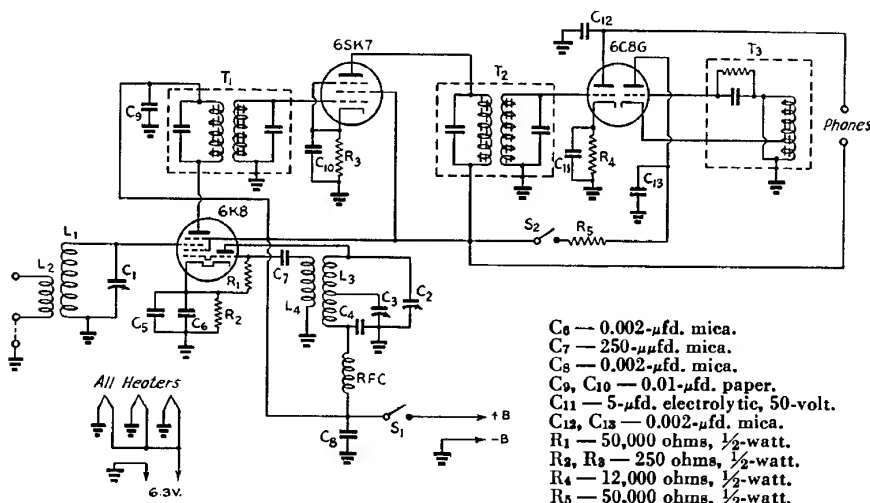 C12
6SK7
6C8G
T1
T2
T3
C9
R3
C10
Phones
R4
C11
C13
6K8
S2
R5
L1
L2
C1
R1
C7
L3
C2
L4
C3
C4
C5
C6
R2
RFC
All Heaters
S1
+B
C8
-B
6.3V.
C6 — 0.002-μfd. mica.
C7 — 250-μμfd. mica.
C8 — 0.002-μfd. mica.
C9, C10 — 0.01-μfd. paper.
C11 — 5-μfd. electrolytic, 50-volt.
C12, C13 — 0.002-μfd. mica.
R1 — 50,000 ohms, ½-watt.
R2, R3 — 250 ohms, ½-watt.
R4 — 12,000 ohms, ½-watt.
R5 — 50,000 ohms, ½-watt.